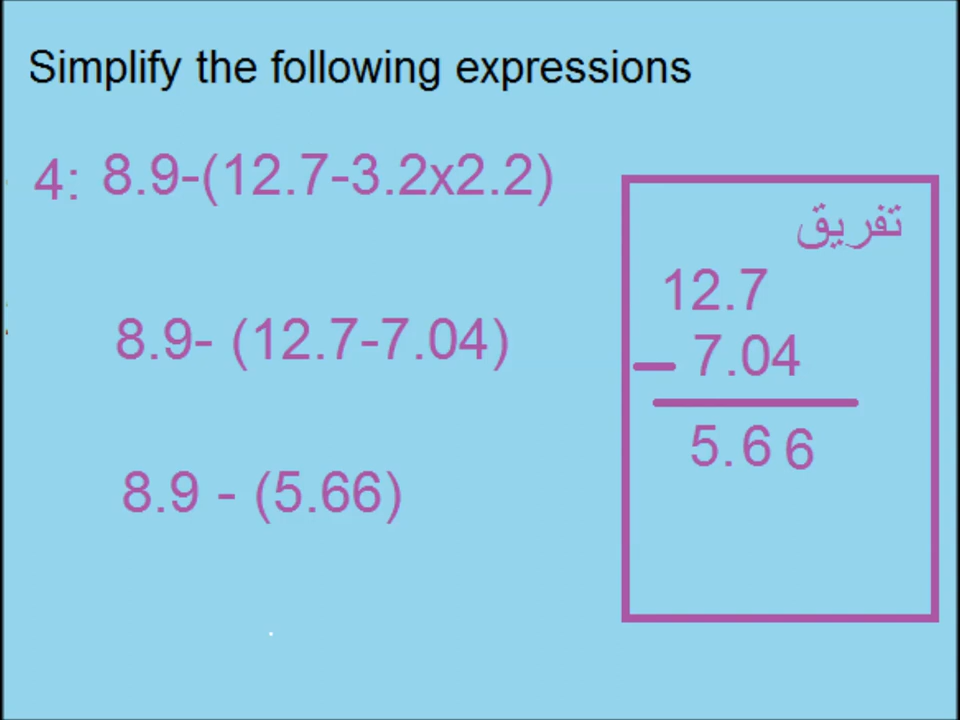 Simplify the following expressions
4: 8.9-(12.7-3.2x2.2)
8.9- (12.7-7.04)
8.9 - (5.66)
تفريق
12.7
- 7.04
5.66